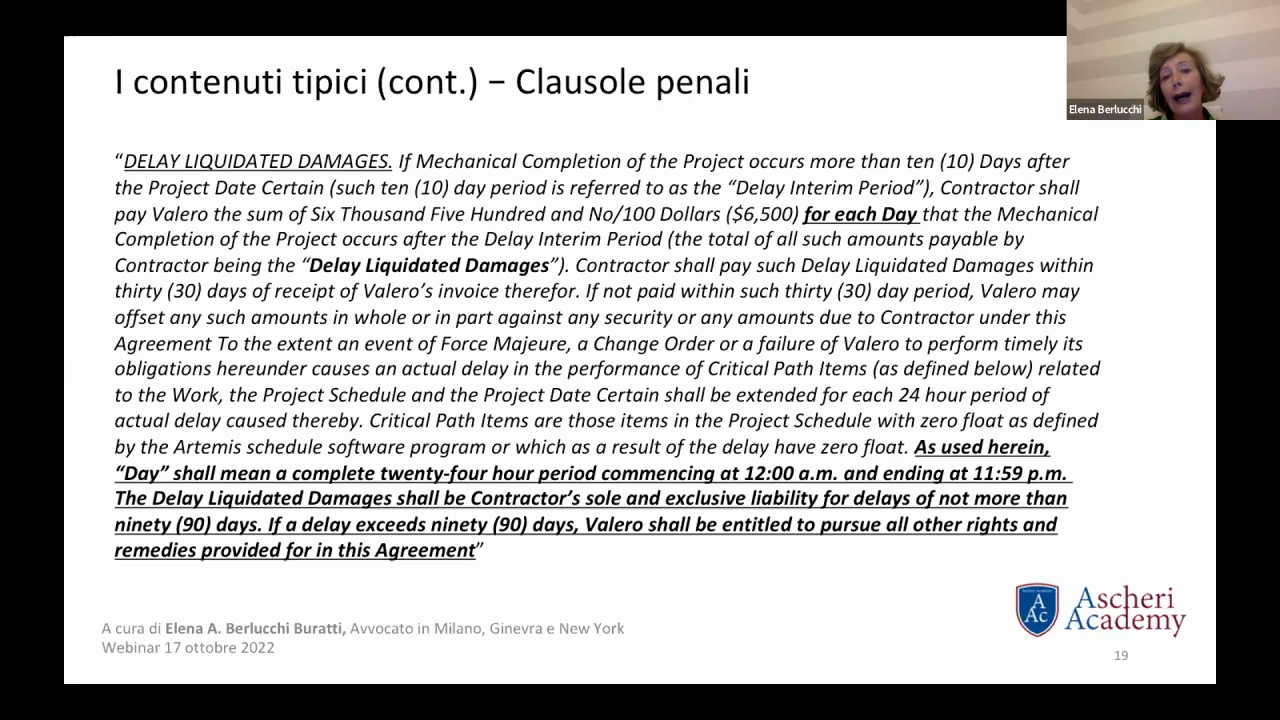 I contenuti tipici (cont.) – Clausole penali
Elena Berlucchi
“DELAY LIQUIDATED DAMAGES. If Mechanical Completion of the Project occurs more than ten (10) Days after
the Project Date Certain (such ten (10) day period is referred to as the “Delay Interim Period”), Contractor shall
pay Valero the sum of Six Thousand Five Hundred and No/100 Dollars ($6,500) for each Day that the Mechanical
Completion of the Project occurs after the Delay Interim Period (the total of all such amounts payable by
Contractor being the “Delay Liquidated Damages”). Contractor shall pay such Delay Liquidated Damages within
thirty (30) days of receipt of Valero’s invoice therefor. If not paid within such thirty (30) day period, Valero may
offset any such amounts in whole or in part against any security or any amounts due to Contractor under this
Agreement To the extent an event of Force Majeure, a Change Order or a failure of Valero to perform timely its
obligations hereunder causes an actual delay in the performance of Critical Path Items (as defined below) related
to the Work, the Project Schedule and the Project Date Certain shall be extended for each 24 hour period of
actual delay caused thereby. Critical Path Items are those items in the Project Schedule with zero float as defined
by the Artemis schedule software program or which as a result of the delay have zero float. As used herein,
“Day” shall mean a complete twenty-four hour period commencing at 12:00 a.m. and ending at 11:59 p.m.
The Delay Liquidated Damages shall be Contractor’s sole and exclusive liability for delays of not more than
ninety (90) days. If a delay exceeds ninety (90) days, Valero shall be entitled to pursue all other rights and
remedies provided for in this Agreement”
A cura di Elena A. Berlucchi Buratti, Avvocato in Milano, Ginevra e New York
Webinar 17 ottobre 2022
A
Ac
Ascheri
Academy
19